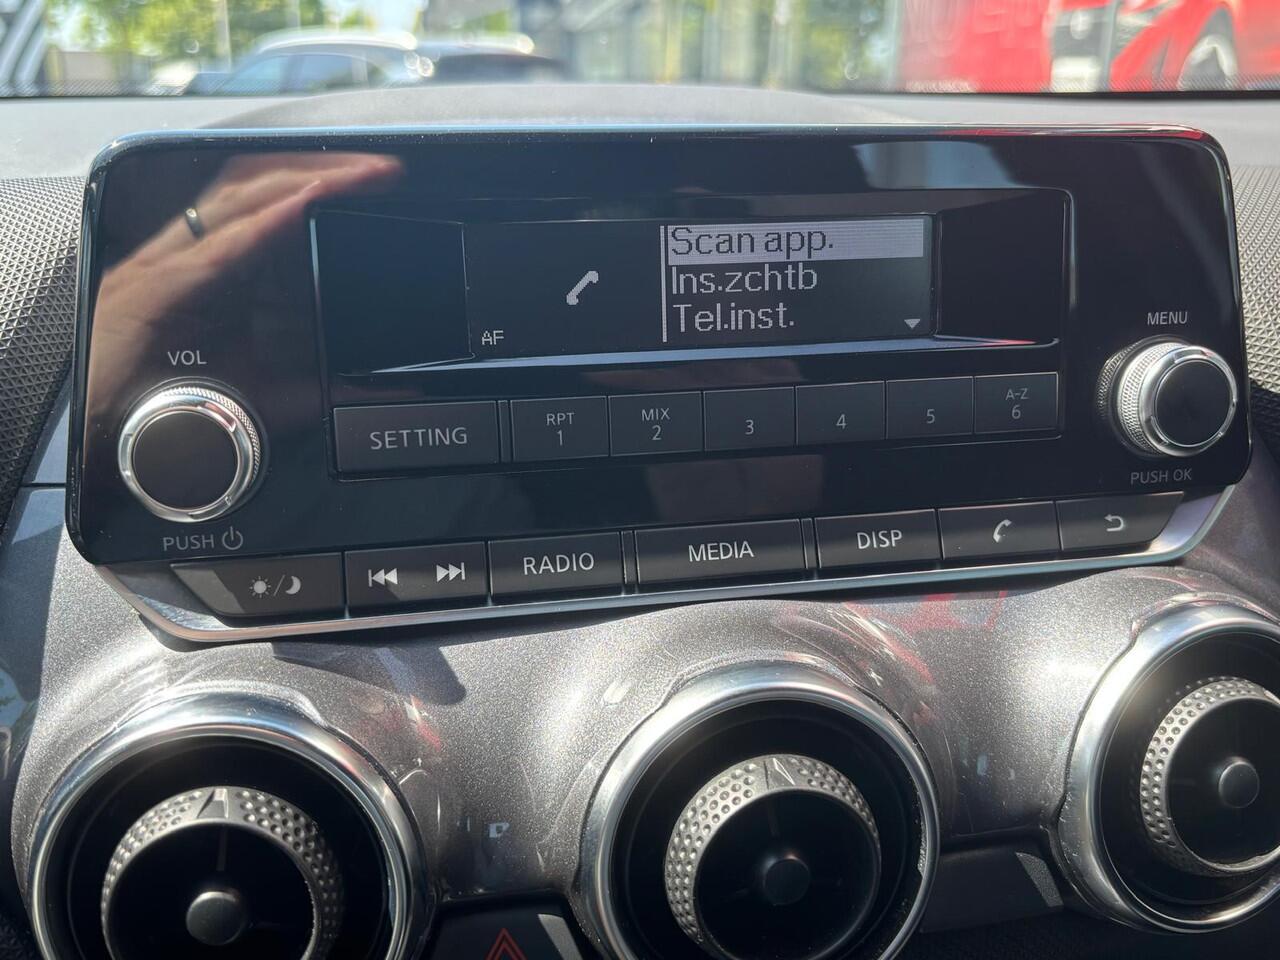 Scan app.
Ins.zchtb
Tel.inst.
AF
VOL
MENU
SETTING
RPT
1
MIX
2
3
4
5
A-Z
6
PUSH OK
PUSH
RADIO
MEDIA
DISP